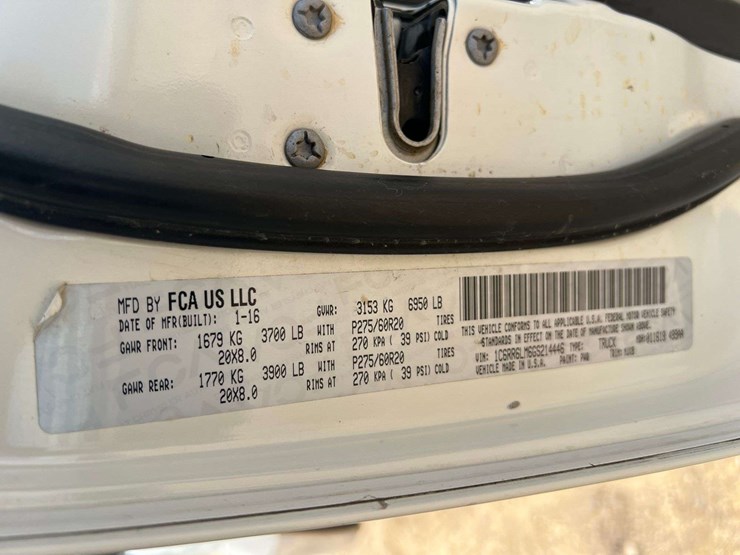 MFD BY FCA US LLC
DATE OF MFR(BUILT): 1-16 GVWR: 3153 KG 6950 LB
GAWR FRONT: 1679 KG 3700 LB WITH P275/60R20 TIRES
20X8.0 RIMS AT 270 KPA ( 39 PSI) COLD
GAWR REAR: 1770 KG 3900 LB WITH P275/60R20 TIRES
20X8.0 RIMS AT 270 KPA ( 39 PSI) COLD
THIS VEHICLE CONFORMS TO ALL APPLICABLE U.S.A. FEDERAL MOTOR VEHICLE SAFETY
STANDARDS IN EFFECT ON THE DATE OF MANUFACTURE SHOWN ABOVE.
VIN: TYPE: TRUCK
VEHICLE MADE IN U.S.A. PAINT: PAR TRIM: